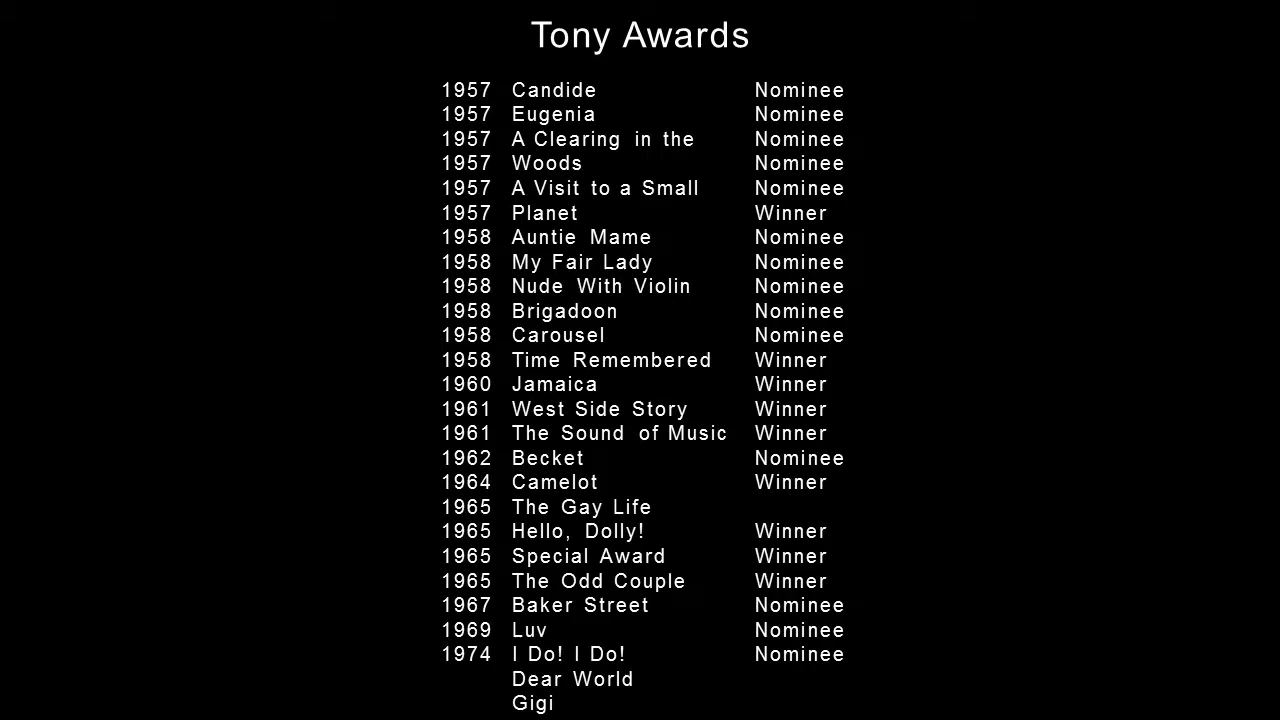 Tony Awards
1957 Candide Nominee
1957 Eugenia Nominee
1957 A Clearing in the Nominee
1957 Woods Nominee
1957 A Visit to a Small Nominee
1957 Planet Winner
1958 Auntie Mame Nominee
1958 My Fair Lady Nominee
1958 Nude With Violin Nominee
1958 Brigadoon Nominee
1958 Carousel Nominee
1958 Time Remembered Winner
1960 Jamaica Winner
1961 West Side Story Winner
1961 The Sound of Music Winner
1962 Becket Nominee
1964 Camelot Winner
1965 The Gay Life
1965 Hello, Dolly! Winner
1965 Special Award Winner
1965 The Odd Couple Winner
1967 Baker Street Nominee
1969 Luv Nominee
1974 I Do! I Do! Nominee
Dear World
Gigi